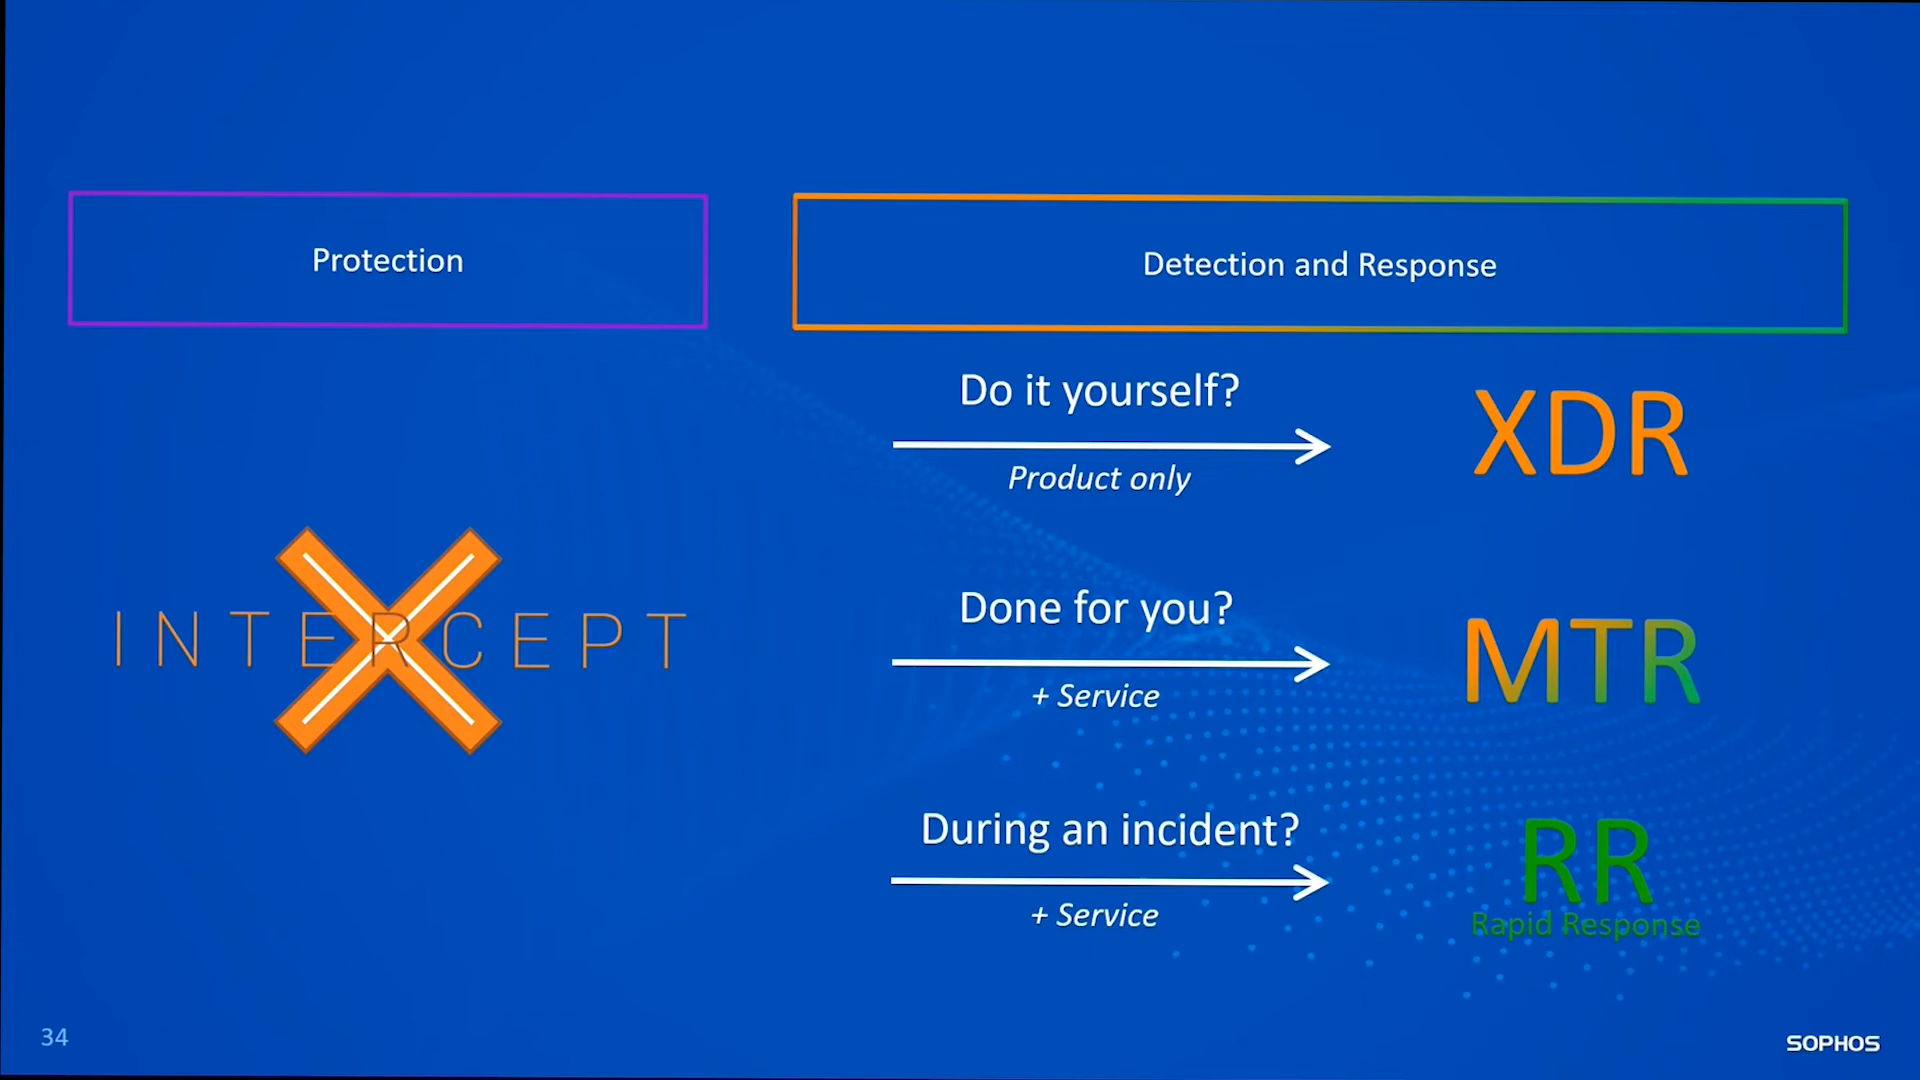 Protection
Detection and Response
INTERCEPT
X
Do it yourself?
Product only
XDR
Done for you?
+ Service
MTR
During an incident?
+ Service
RR
Rapid Response
34
SOPHOS